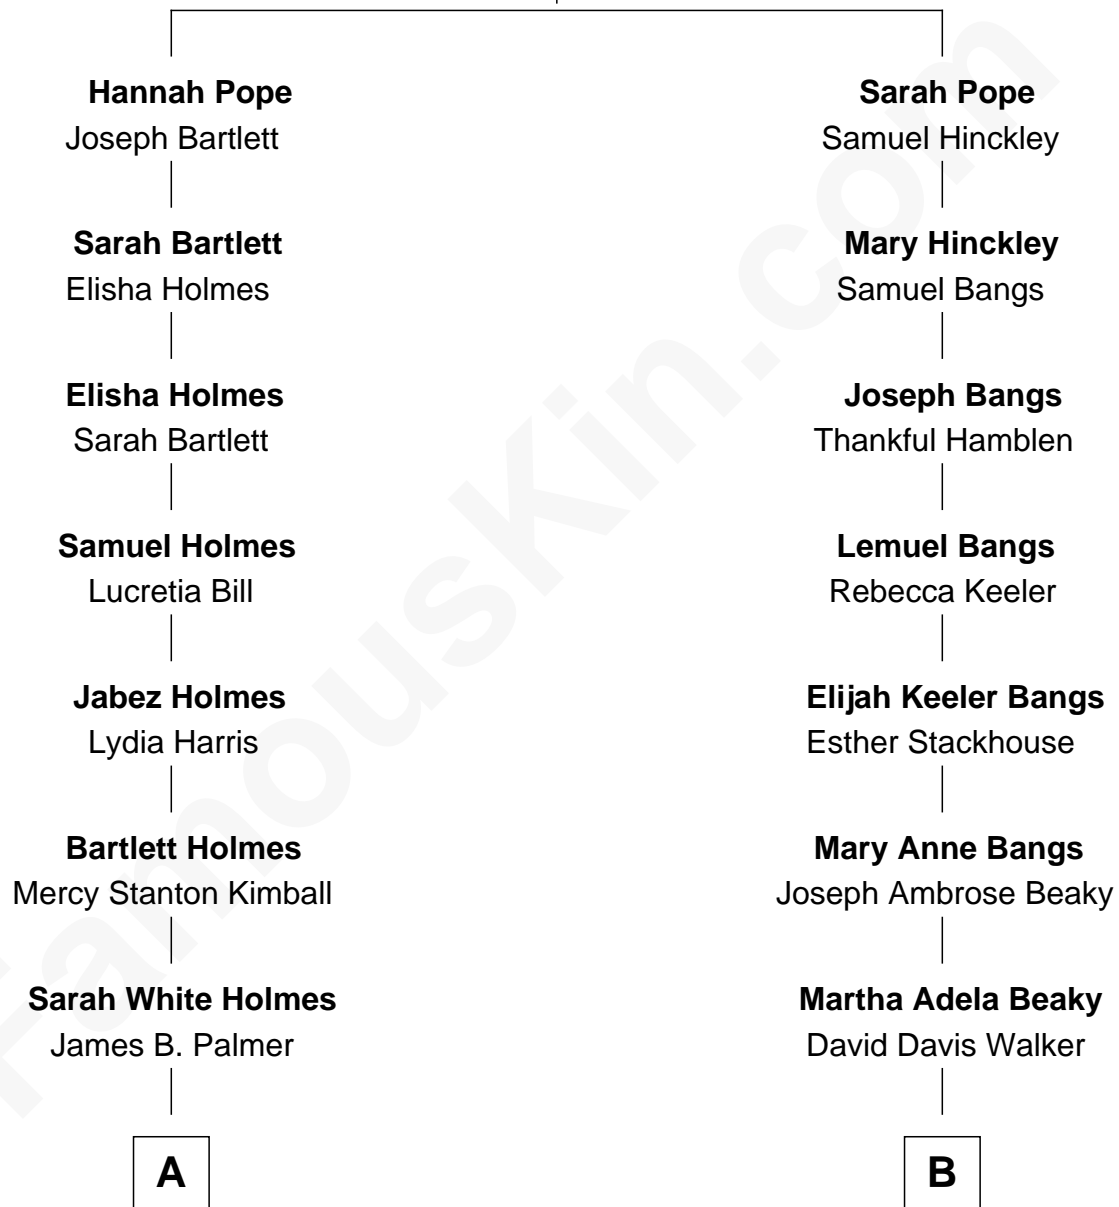 Hannah Pope
Joseph Bartlett
Sarah Pope
Samuel Hinckley
Sarah Bartlett
Elisha Holmes
Mary Hinckley
Samuel Bangs
Elisha Holmes
Sarah Bartlett
Joseph Bangs
Thankful Hamblen
Samuel Holmes
Lucretia Bill
Lemuel Bangs
Rebecca Keeler
Jabez Holmes
Lydia Harris
Elijah Keeler Bangs
Esther Stackhouse
Bartlett Holmes
Mercy Stanton Kimball
Mary Anne Bangs
Joseph Ambrose Beaky
Sarah White Holmes
James B. Palmer
Martha Adela Beaky
David Davis Walker
A
B
FamousKin.com